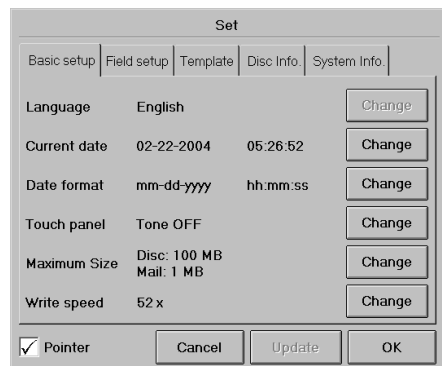 Set
Basic setup Field setup Template Disc Info. System Info.
Language English Change
Current date 02-22-2004 05:26:52 Change
Date format mm-dd-yyyy hh:mm:ss Change
Touch panel Tone OFF Change
Maximum Size Disc: 100 MB Change
Mail: 1 MB
Write speed 52 x Change
Pointer Cancel Update OK